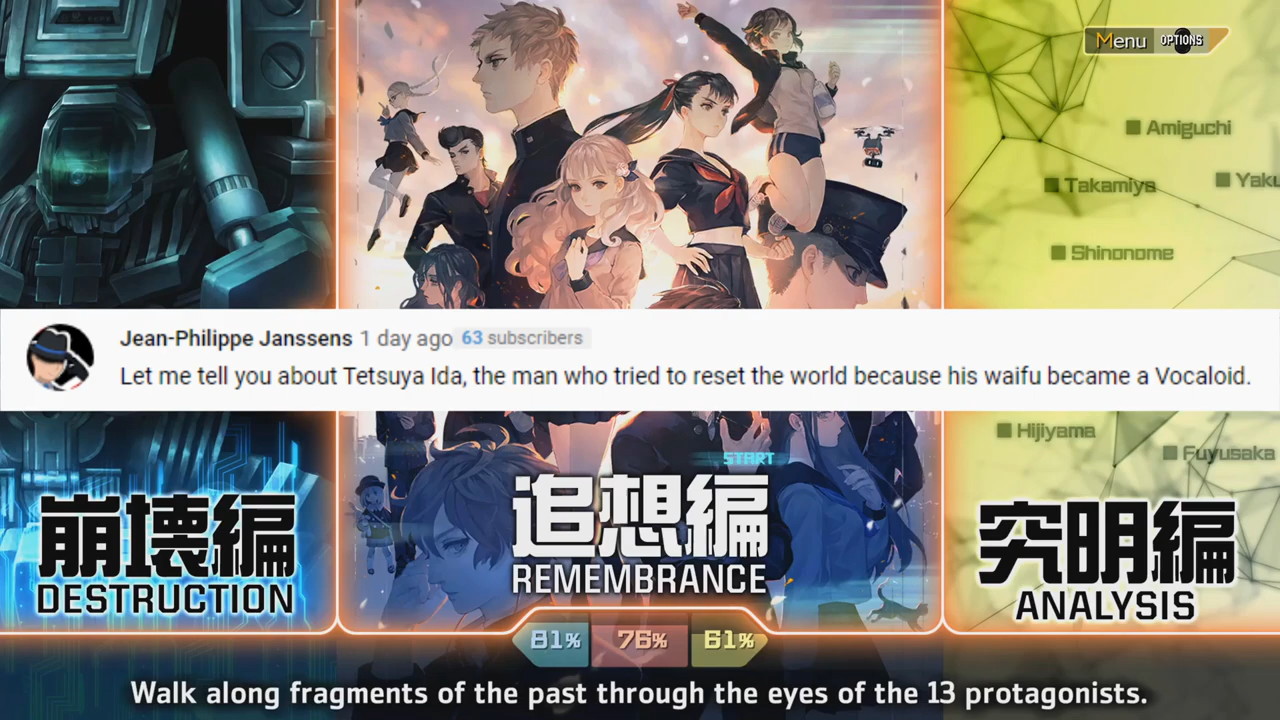 Menu OPTIONS
Amiguchi
Takamiya
Yaku
Shinonome
Jean-Philippe Janssens 1 day ago 63 subscribers
Let me tell you about Tetsuya Ida, the man who tried to reset the world because his waifu became a Vocaloid.
Hijiyama
Fuyusaka
START
崩壊編
DESTRUCTION
追想編
REMEMBRANCE
究明編
ANALYSIS
81% 76% 61%
Walk along fragments of the past through the eyes of the 13 protagonists.